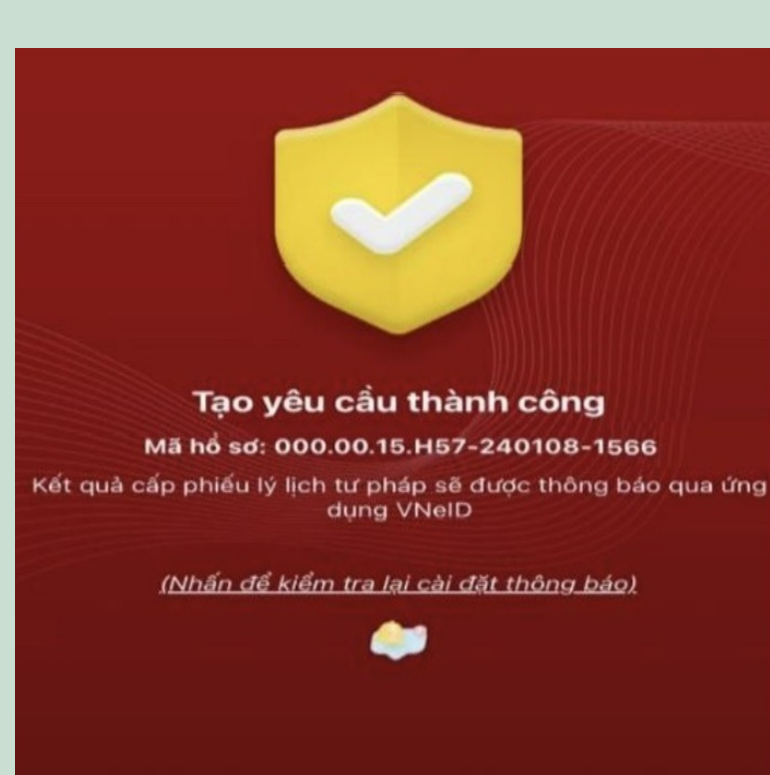 Tạo yêu cầu thành công
Mã hồ sơ: 000.00.15.H57-240108-1566
Kết quả cấp phiếu lý lịch tư pháp sẽ được thông báo qua ứng
dụng VNeID
(Nhấn để kiểm tra lại cài đặt thông báo)